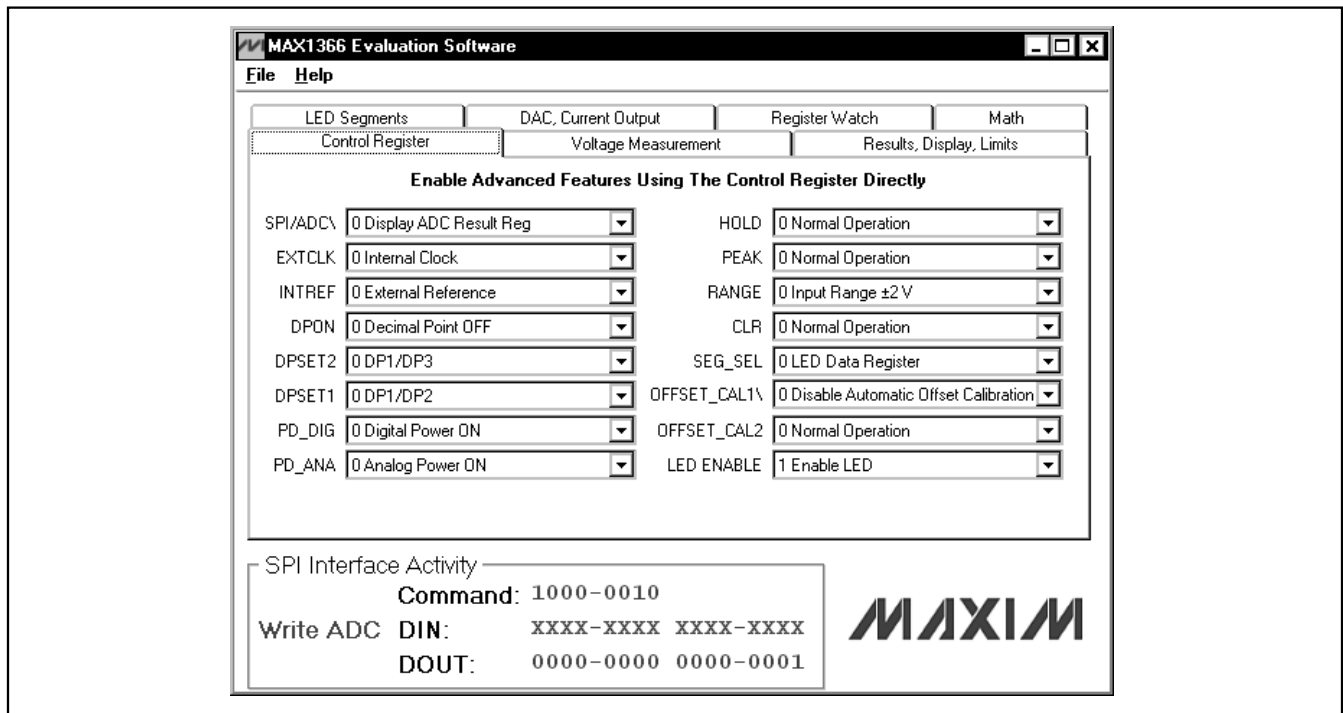 MAX1366 Evaluation Software
File Help
LED Segments DAC, Current Output Register Watch Math
Control Register Voltage Measurement Results, Display, Limits
Enable Advanced Features Using The Control Register Directly
SPI/ADC\ 0 Display ADC Result Reg HOLD 0 Normal Operation
EXTCLK 0 Internal Clock PEAK 0 Normal Operation
INTREF 0 External Reference RANGE 0 Input Range ±2 V
DPON 0 Decimal Point OFF CLR 0 Normal Operation
DPSET2 0 DP1/DP3 SEG_SEL 0 LED Data Register
DPSET1 0 DP1/DP2 OFFSET_CAL1\ 0 Disable Automatic Offset Calibration
PD_DIG 0 Digital Power ON OFFSET_CAL2 0 Normal Operation
PD_ANA 0 Analog Power ON LED ENABLE 1 Enable LED
SPI Interface Activity
Command: 1000-0010
Write ADC DIN: XXXX-XXXX XXXX-XXXX
DOUT: 0000-0000 0000-0001
MAXIM